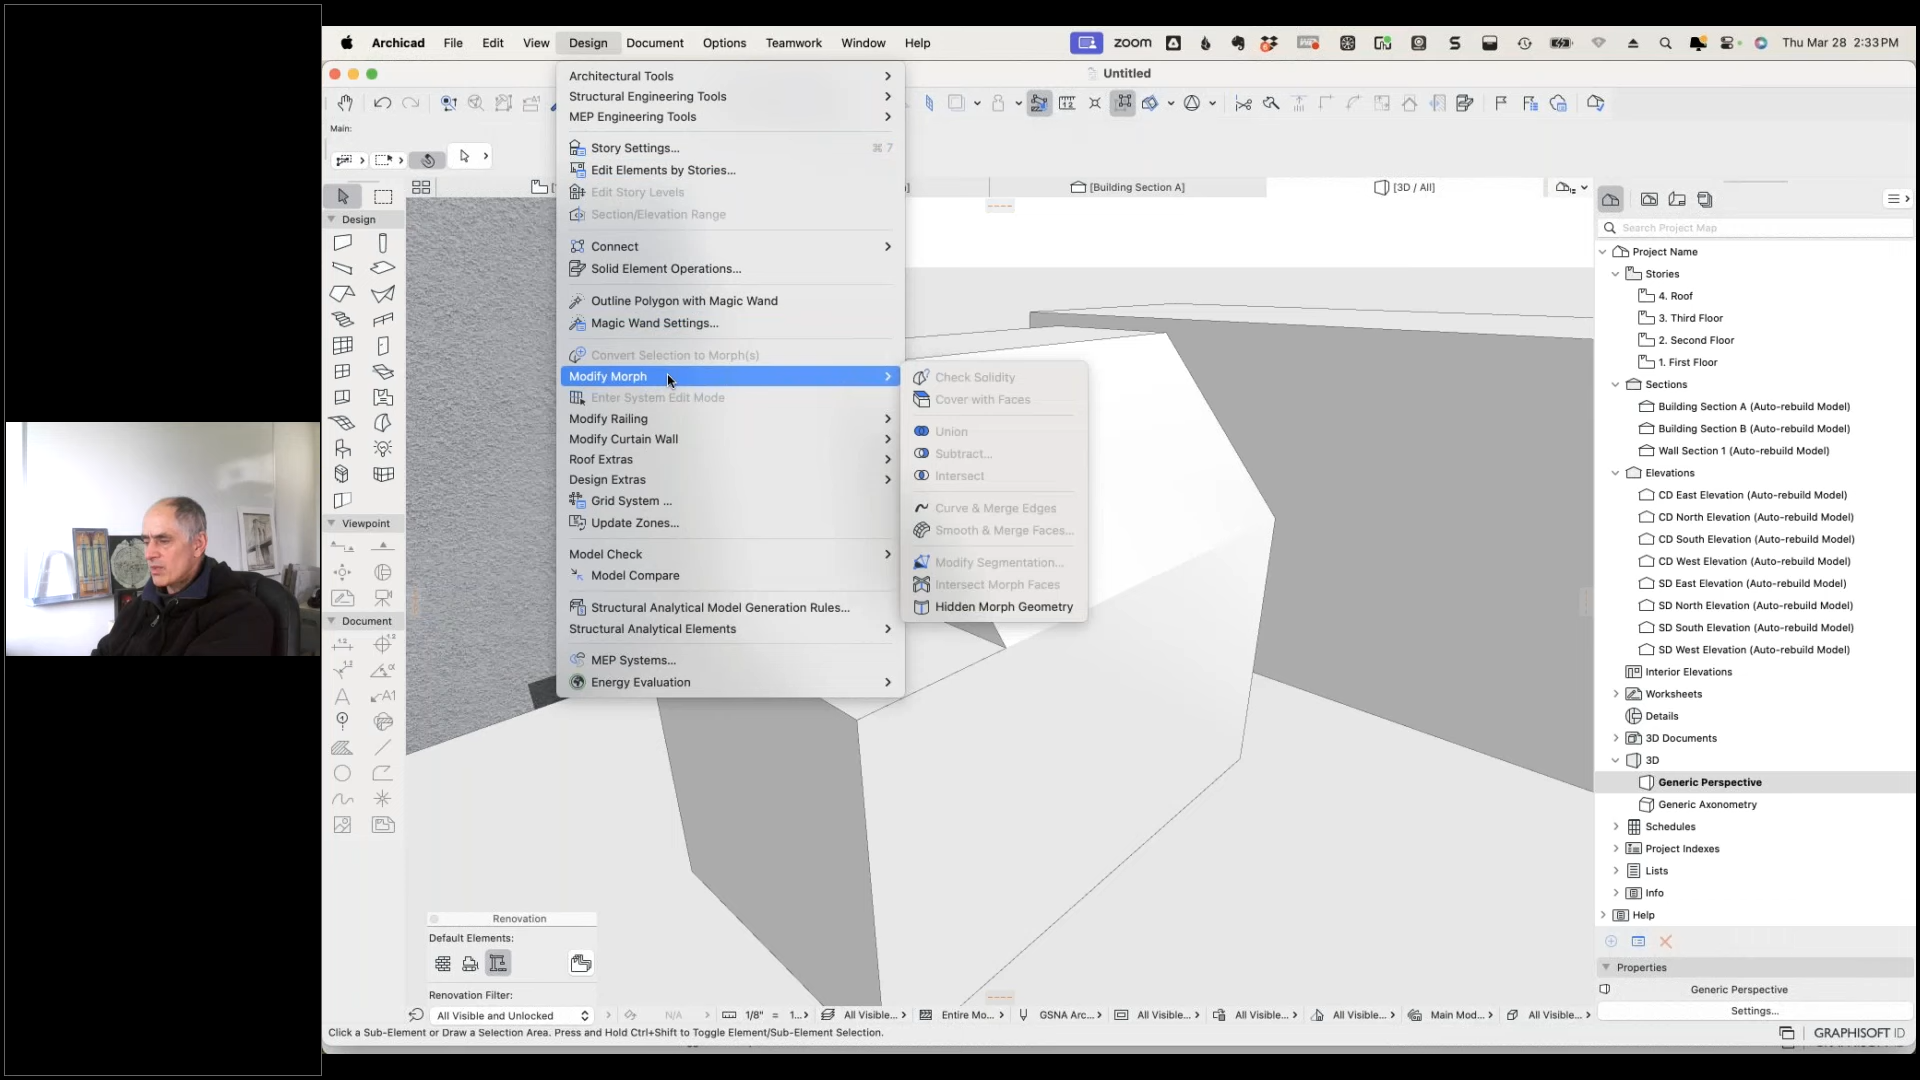 Archicad File Edit View Design Document Options Teamwork Window Help
zoom
Thu Mar 28 2:33 PM
Untitled
Main:
[Building Section A]
[3D / All]
Design
Viewpoint
Document
Architectural Tools
Structural Engineering Tools
MEP Engineering Tools
Story Settings... ⌘ 7
Edit Elements by Stories...
Edit Story Levels
Section/Elevation Range
Connect
Solid Element Operations...
Outline Polygon with Magic Wand
Magic Wand Settings...
Convert Selection to Morph(s)
Modify Morph
Enter System Edit Mode
Modify Railing
Modify Curtain Wall
Roof Extras
Design Extras
Grid System ...
Update Zones...
Model Check
Model Compare
Structural Analytical Model Generation Rules...
Structural Analytical Elements
MEP Systems...
Energy Evaluation
Check Solidity
Cover with Faces
Union
Subtract...
Intersect
Curve & Merge Edges
Smooth & Merge Faces...
Modify Segmentation...
Intersect Morph Faces
Hidden Morph Geometry
Search Project Map
Project Name
Stories
4. Roof
3. Third Floor
2. Second Floor
1. First Floor
Sections
Building Section A (Auto-rebuild Model)
Building Section B (Auto-rebuild Model)
Wall Section 1 (Auto-rebuild Model)
Elevations
CD East Elevation (Auto-rebuild Model)
CD North Elevation (Auto-rebuild Model)
CD South Elevation (Auto-rebuild Model)
CD West Elevation (Auto-rebuild Model)
SD East Elevation (Auto-rebuild Model)
SD North Elevation (Auto-rebuild Model)
SD South Elevation (Auto-rebuild Model)
SD West Elevation (Auto-rebuild Model)
Interior Elevations
Worksheets
Details
3D Documents
3D
Generic Perspective
Generic Axonometry
Schedules
Project Indexes
Lists
Info
Help
Properties
Generic Perspective
Settings...
Renovation
Default Elements:
Renovation Filter:
All Visible and Unlocked
N/A 1/8" = 1... All Visible... Entire Mo... GSNA Arc... All Visible... All Visible... All Visible... Main Mod... All Visible...
Click a Sub-Element or Draw a Selection Area. Press and Hold Ctrl+Shift to Toggle Element/Sub-Element Selection.
GRAPHISOFT ID